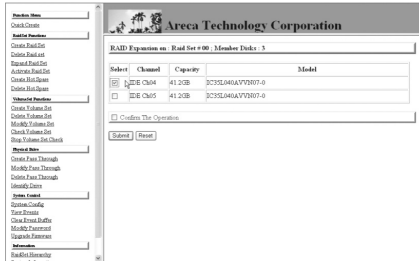 Function Menu
Quick Create
RaidSet Functions
Create Raid Set
Delete Raid set
Expand Raid Set
Activate Raid Set
Create Hot Spare
Delete Hot Spare
VolumeSet Functions
Create Volume Set
Delete Volume Set
Modify Volume Set
Check Volume Set
Stop Volume Set Check
Physical Drive
Create Pass Through
Modify Pass Through
Delete Pass Through
Identify Drive
System Control
System Config
View Events
Clear Event Buffer
Modify Password
Upgrade Firmware
Information
RaidSet Hierarchy
Areca Technology Corporation
RAID Expansion on : Raid Set # 00 ; Member Disks : 3
Select Channel Capacity Model
IDE Ch04 41.2GB IC35L040AVVN07-0
IDE Ch05 41.2GB IC35L040AVVN07-0
Confirm The Operation
Submit Reset